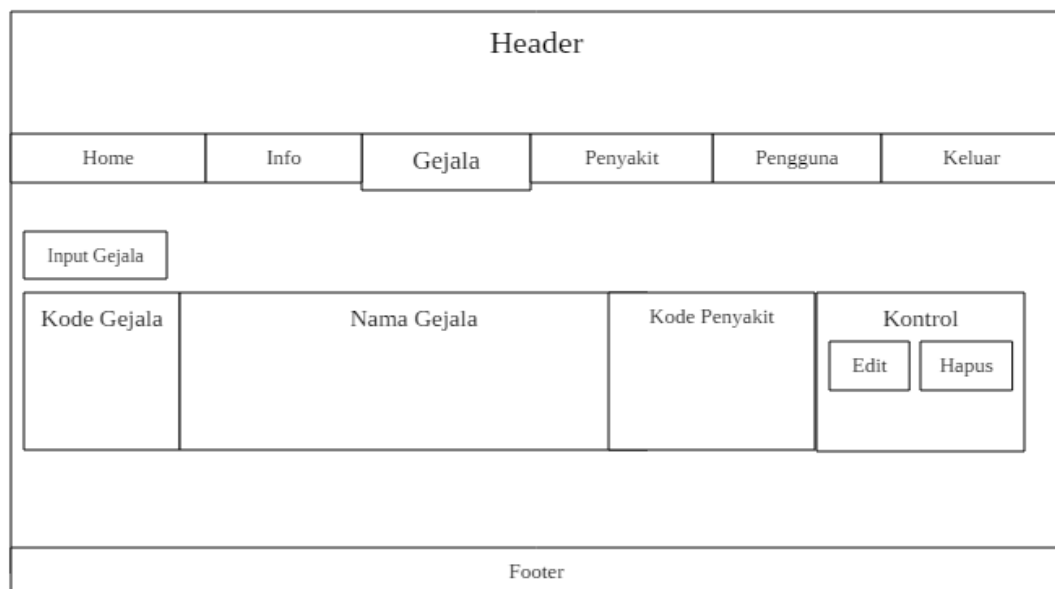 Header
Home Info Gejala Penyakit Pengguna Keluar
Input Gejala
Kode Gejala Nama Gejala Kode Penyakit Kontrol
Edit Hapus
Footer